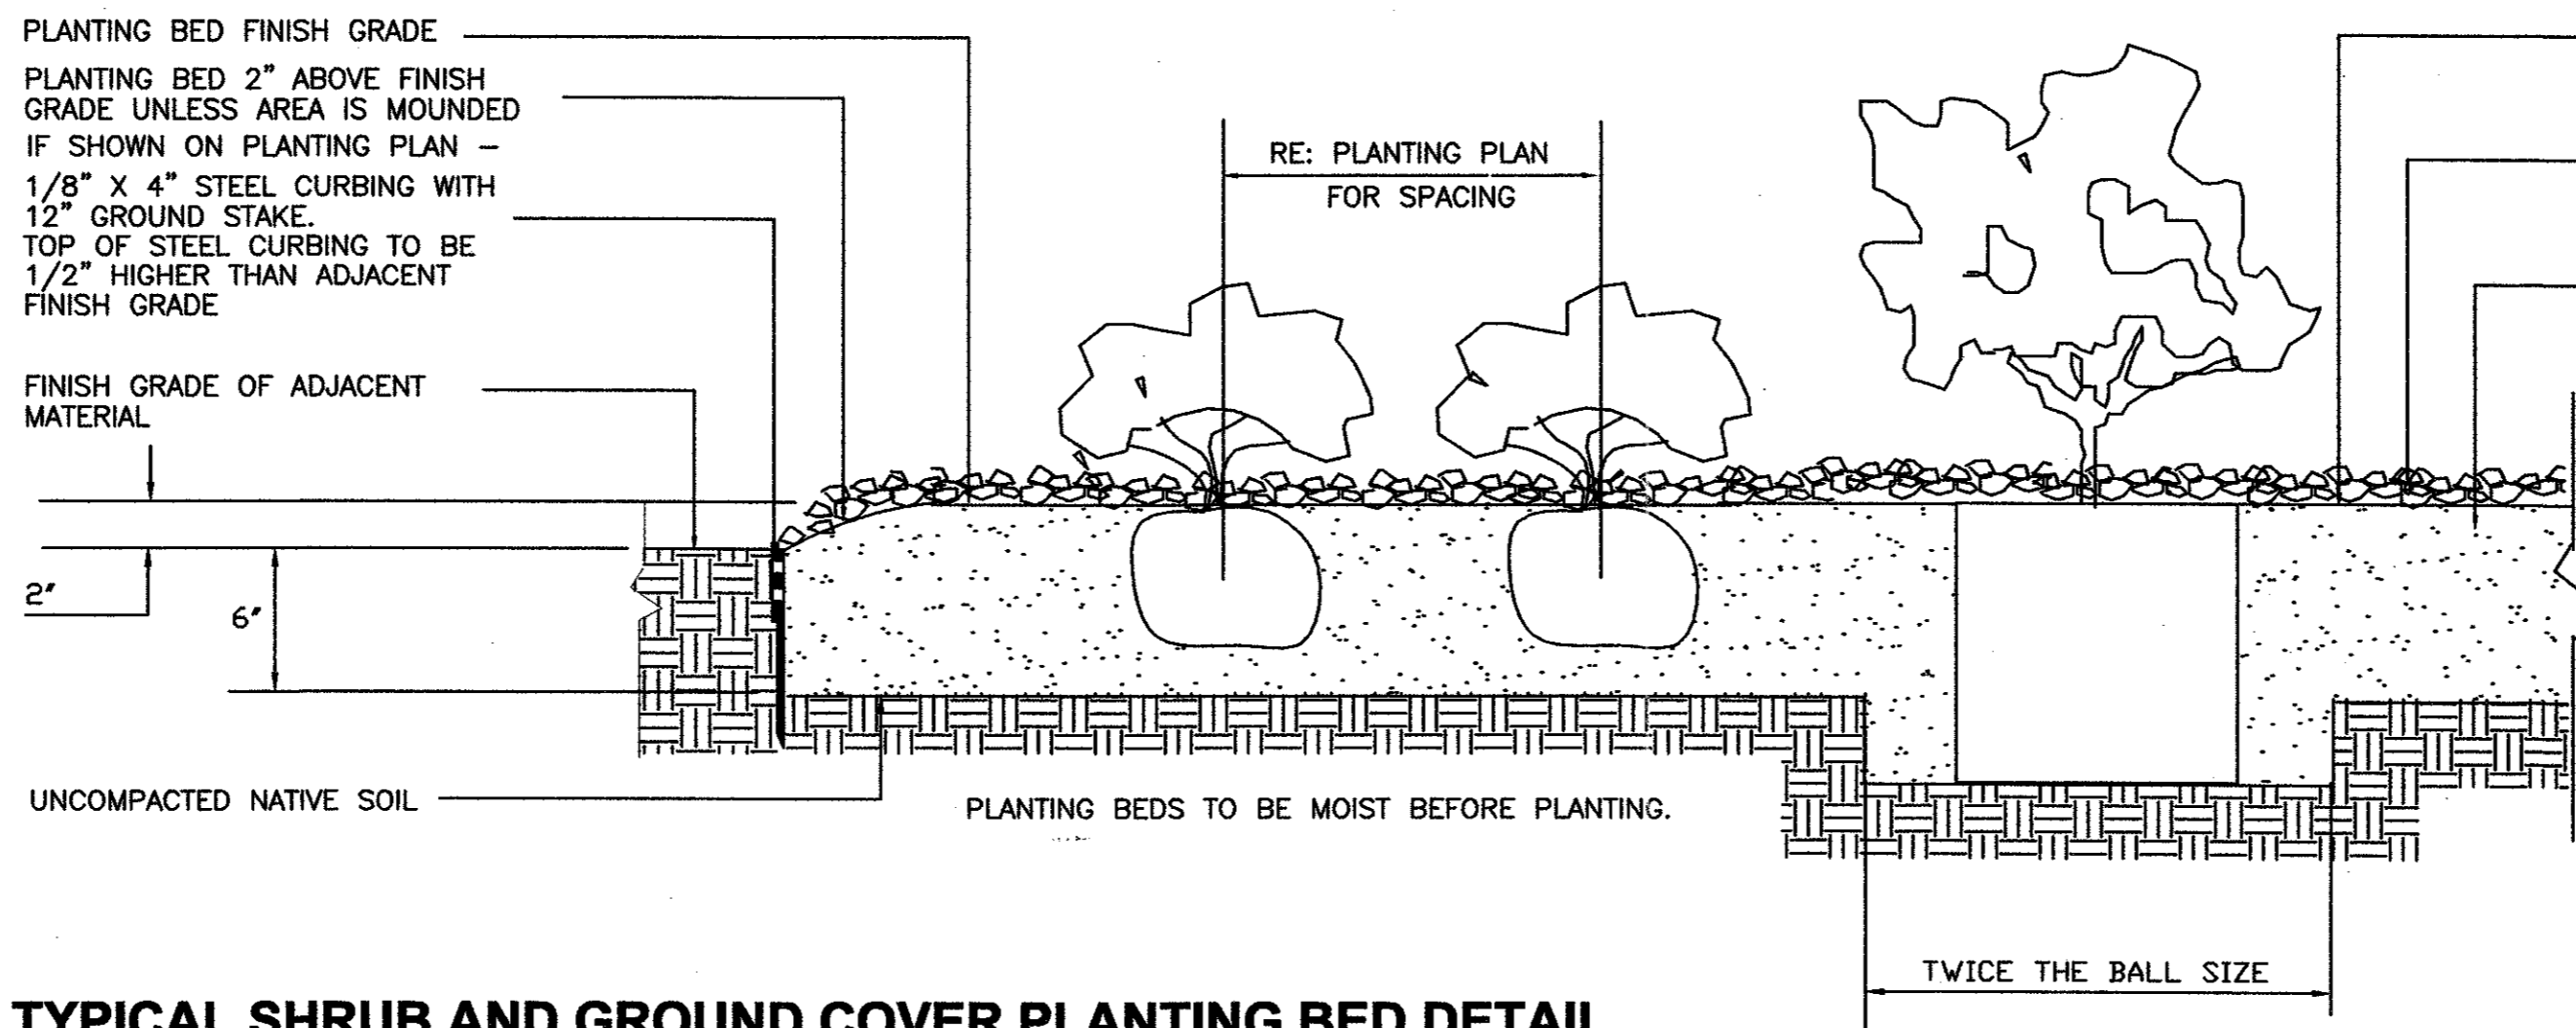 PLANTING BED FINISH GRADE
PLANTING BED 2" ABOVE FINISH
GRADE UNLESS AREA IS MOUNDED
IF SHOWN ON PLANTING PLAN –
1/8" X 4" STEEL CURBING WITH
12" GROUND STAKE.
TOP OF STEEL CURBING TO BE
1/2" HIGHER THAN ADJACENT
FINISH GRADE
FINISH GRADE OF ADJACENT
MATERIAL
2"
6"
UNCOMPACTED NATIVE SOIL
RE: PLANTING PLAN
FOR SPACING
PLANTING BEDS TO BE MOIST BEFORE PLANTING.
TWICE THE BALL SIZE
TYPICAL SHRUB AND GROUND COVER PLANTING BED DETAIL